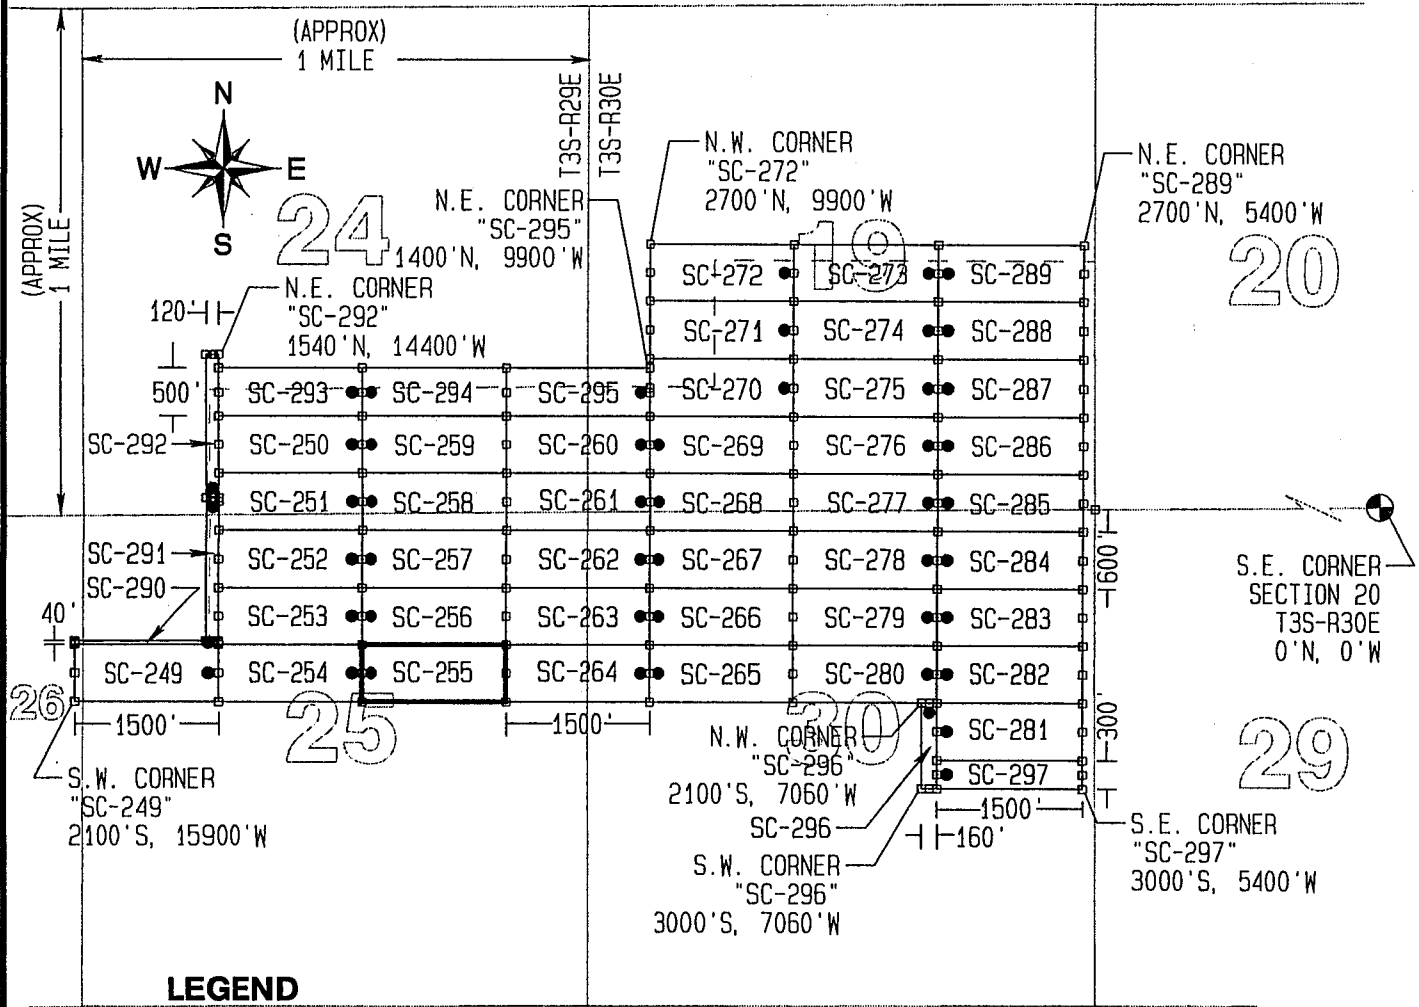 (APPROX)
1 MILE
(APPROX)
1 MILE
N
W
E
S
T3S-R29E
T3S-R30E
24
19
20
N.W. CORNER
"SC-272"
2700'N, 9900'W
N.E. CORNER
"SC-289"
2700'N, 5400'W
N.E. CORNER
"SC-295"
1400'N, 9900'W
N.E. CORNER
"SC-292"
1540'N, 14400'W
120'
500'
SC-272 SC-273 SC-289
SC-271 SC-274 SC-288
SC-270 SC-275 SC-287
SC-293 SC-294 SC-295
SC-292 SC-250 SC-259 SC-260 SC-269 SC-276 SC-286
SC-251 SC-258 SC-261 SC-268 SC-277 SC-285
SC-291 SC-252 SC-257 SC-262 SC-267 SC-278 SC-284
SC-290
600'
S.E. CORNER
SECTION 20
T3S-R30E
0'N, 0'W
40'
SC-253 SC-256 SC-263 SC-266 SC-279 SC-283
SC-249 SC-254 SC-255 SC-264 SC-265 SC-280 SC-282
26
25
30
29
1500'
1500'
SC-281
300'
SC-297
1500'
160'
N.W. CORNER
"SC-296"
2100'S, 7060'W
SC-296
S.W. CORNER
"SC-296"
3000'S, 7060'W
S.W. CORNER
"SC-249"
2100'S, 15900'W
S.E. CORNER
"SC-297"
3000'S, 5400'W
LEGEND